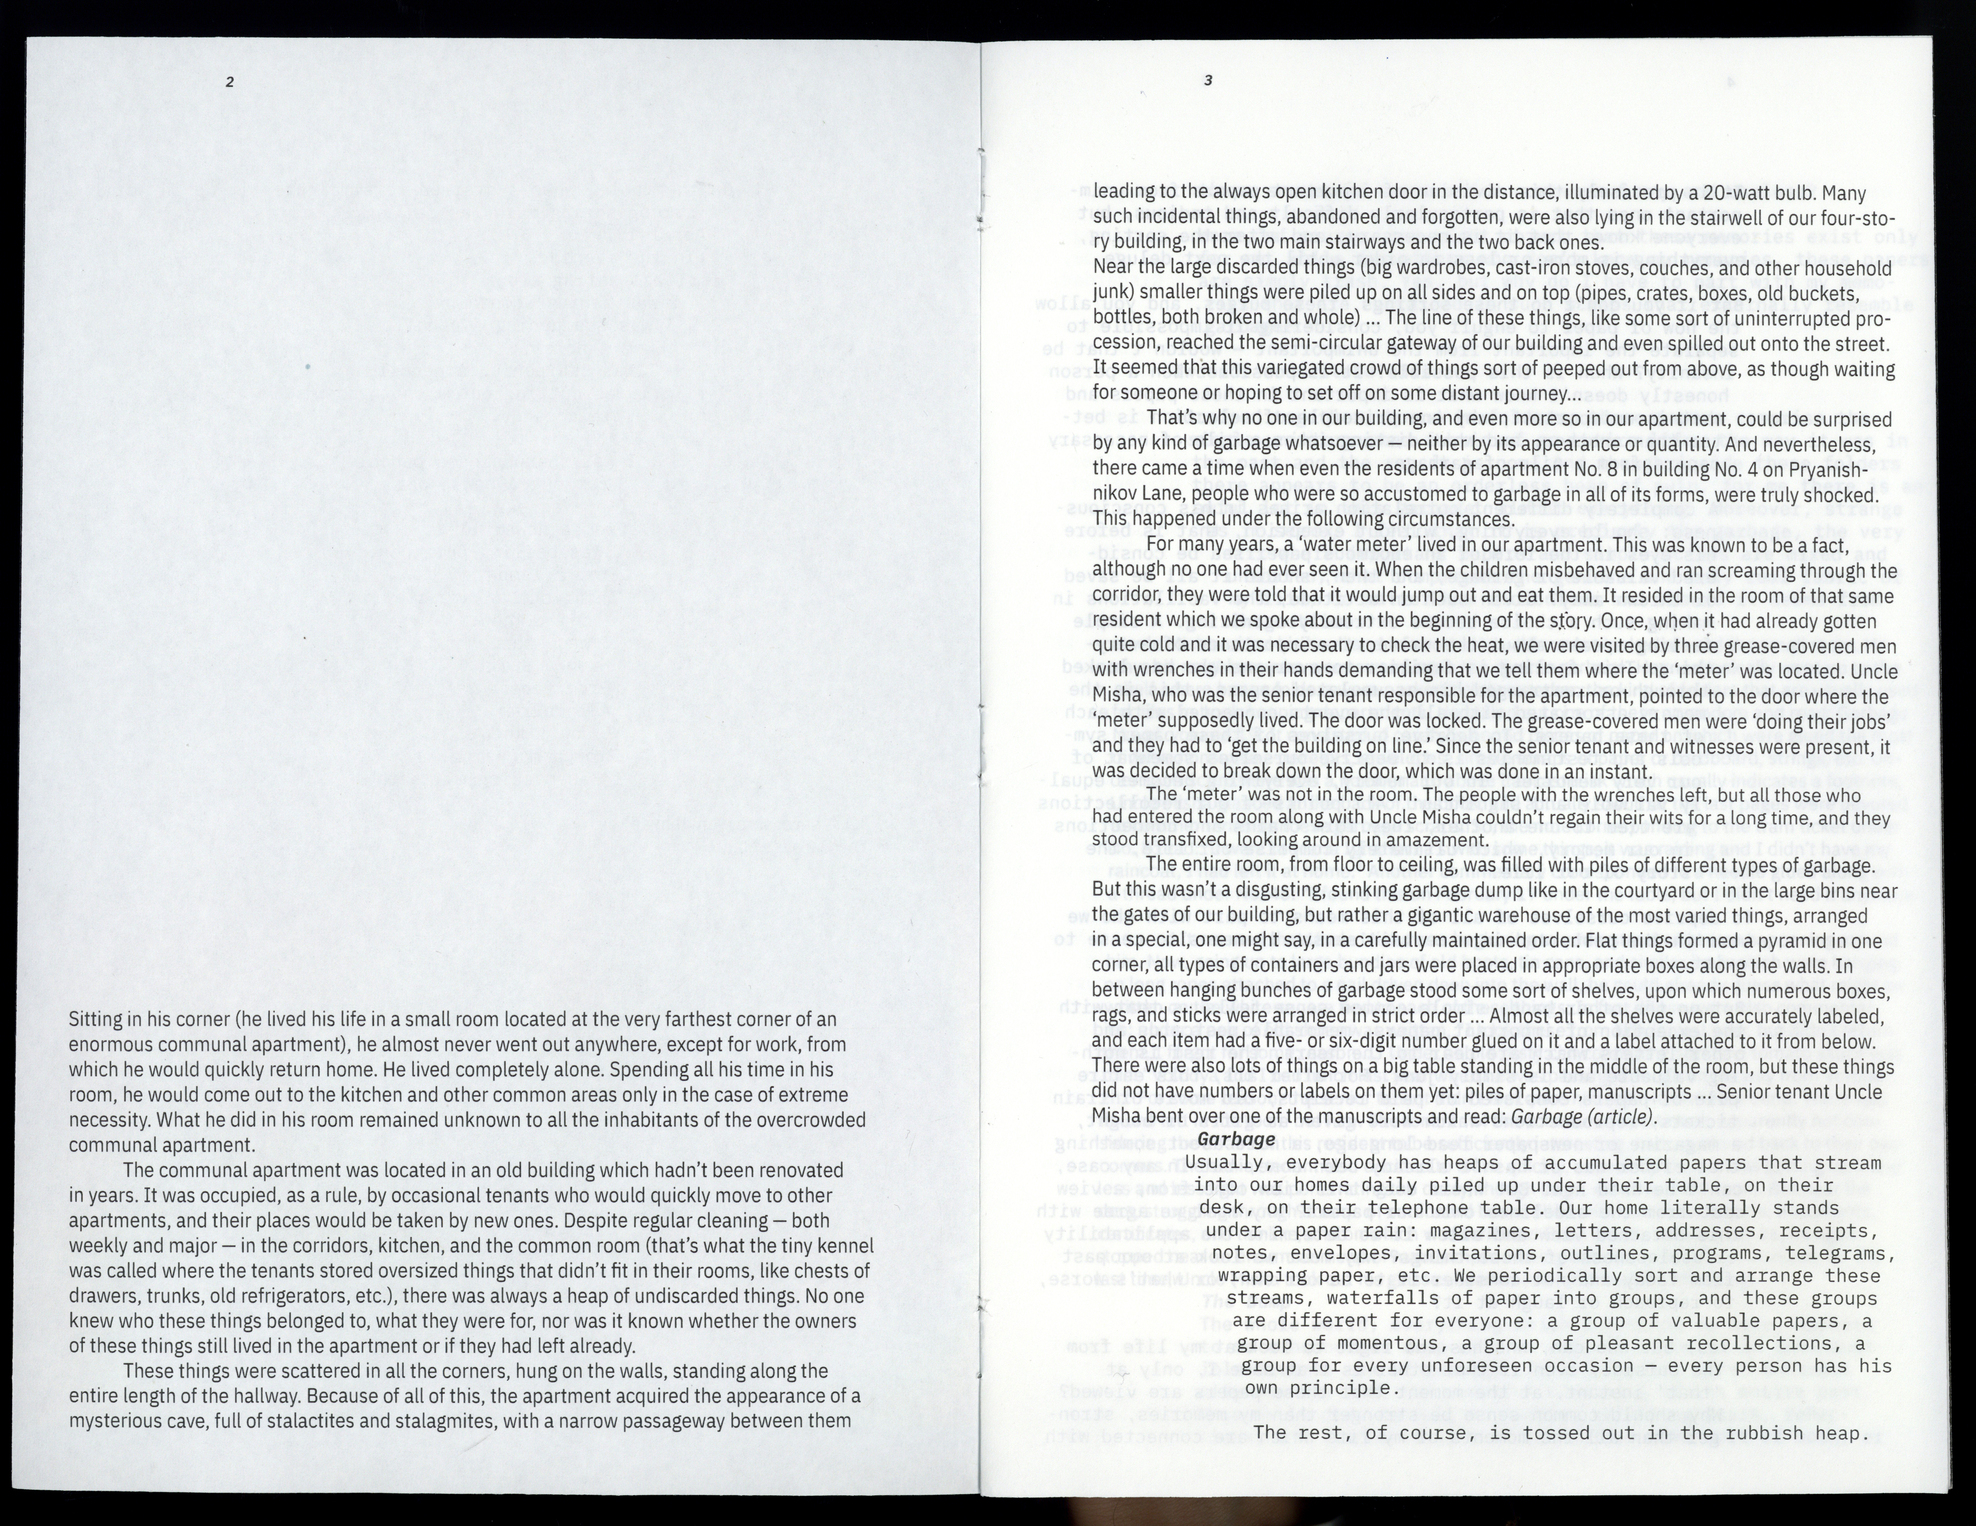 2
Sitting in his corner (he lived his life in a small room located at the very farthest corner of an
enormous communal apartment), he almost never went out anywhere, except for work, from
which he would quickly return home. He lived completely alone. Spending all his time in his
room, he would come out to the kitchen and other common areas only in the case of extreme
necessity. What he did in his room remained unknown to all the inhabitants of the overcrowded
communal apartment.
The communal apartment was located in an old building which hadn’t been renovated
in years. It was occupied, as a rule, by occasional tenants who would quickly move to other
apartments, and their places would be taken by new ones. Despite regular cleaning — both
weekly and major — in the corridors, kitchen, and the common room (that’s what the tiny kennel
was called where the tenants stored oversized things that didn’t fit in their rooms, like chests of
drawers, trunks, old refrigerators, etc.), there was always a heap of undiscarded things. No one
knew who these things belonged to, what they were for, nor was it known whether the owners
of these things still lived in the apartment or if they had left already.
These things were scattered in all the corners, hung on the walls, standing along the
entire length of the hallway. Because of all of this, the apartment acquired the appearance of a
mysterious cave, full of stalactites and stalagmites, with a narrow passageway between them
3
leading to the always open kitchen door in the distance, illuminated by a 20-watt bulb. Many
such incidental things, abandoned and forgotten, were also lying in the stairwell of our four-sto-
ry building, in the two main stairways and the two back ones.
Near the large discarded things (big wardrobes, cast-iron stoves, couches, and other household
junk) smaller things were piled up on all sides and on top (pipes, crates, boxes, old buckets,
bottles, both broken and whole) ... The line of these things, like some sort of uninterrupted pro-
cession, reached the semi-circular gateway of our building and even spilled out onto the street.
It seemed that this variegated crowd of things sort of peeped out from above, as though waiting
for someone or hoping to set off on some distant journey...
That’s why no one in our building, and even more so in our apartment, could be surprised
by any kind of garbage whatsoever — neither by its appearance or quantity. And nevertheless,
there came a time when even the residents of apartment No. 8 in building No. 4 on Pryanish-
nikov Lane, people who were so accustomed to garbage in all of its forms, were truly shocked.
This happened under the following circumstances.
For many years, a ‘water meter’ lived in our apartment. This was known to be a fact,
although no one had ever seen it. When the children misbehaved and ran screaming through the
corridor, they were told that it would jump out and eat them. It resided in the room of that same
resident which we spoke about in the beginning of the story. Once, when it had already gotten
quite cold and it was necessary to check the heat, we were visited by three grease-covered men
with wrenches in their hands demanding that we tell them where the ‘meter’ was located. Uncle
Misha, who was the senior tenant responsible for the apartment, pointed to the door where the
‘meter’ supposedly lived. The door was locked. The grease-covered men were ‘doing their jobs’
and they had to ‘get the building on line.’ Since the senior tenant and witnesses were present, it
was decided to break down the door, which was done in an instant.
The ‘meter’ was not in the room. The people with the wrenches left, but all those who
had entered the room along with Uncle Misha couldn’t regain their wits for a long time, and they
stood transfixed, looking around in amazement.
The entire room, from floor to ceiling, was filled with piles of different types of garbage.
But this wasn’t a disgusting, stinking garbage dump like in the courtyard or in the large bins near
the gates of our building, but rather a gigantic warehouse of the most varied things, arranged
in a special, one might say, in a carefully maintained order. Flat things formed a pyramid in one
corner, all types of containers and jars were placed in appropriate boxes along the walls. In
between hanging bunches of garbage stood some sort of shelves, upon which numerous boxes,
rags, and sticks were arranged in strict order ... Almost all the shelves were accurately labeled,
and each item had a five- or six-digit number glued on it and a label attached to it from below.
There were also lots of things on a big table standing in the middle of the room, but these things
did not have numbers or labels on them yet: piles of paper, manuscripts ... Senior tenant Uncle
Misha bent over one of the manuscripts and read: Garbage (article).
Garbage
Usually, everybody has heaps of accumulated papers that stream
into our homes daily piled up under their table, on their
desk, on their telephone table. Our home literally stands
under a paper rain: magazines, letters, addresses, receipts,
notes, envelopes, invitations, outlines, programs, telegrams,
wrapping paper, etc. We periodically sort and arrange these
streams, waterfalls of paper into groups, and these groups
are different for everyone: a group of valuable papers, a
group of momentous, a group of pleasant recollections, a
group for every unforeseen occasion — every person has his
own principle.
The rest, of course, is tossed out in the rubbish heap.